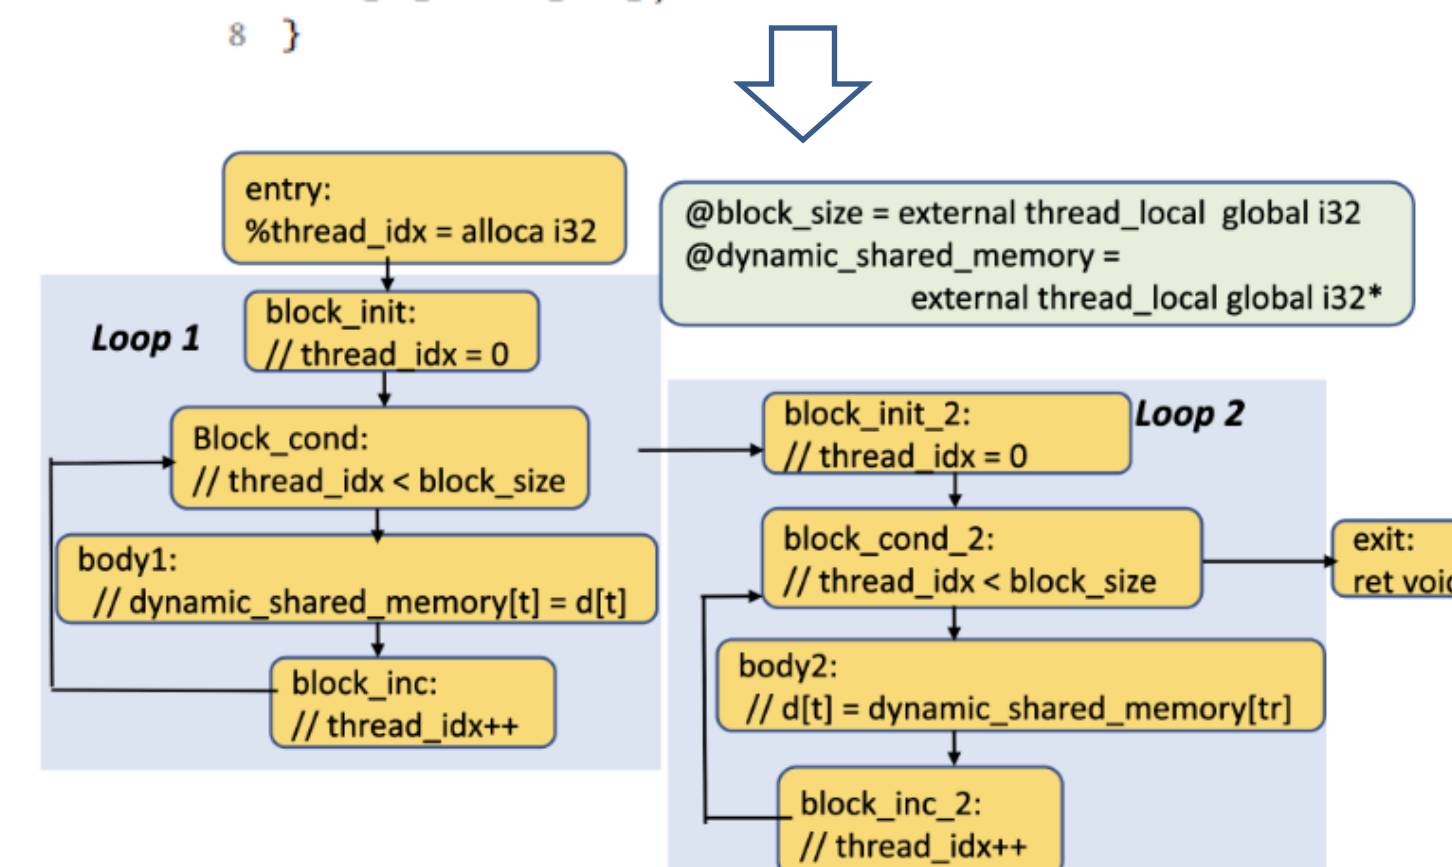 8 }
entry:
%thread_idx = alloca i32
@block_size = external thread_local global i32
@dynamic_shared_memory =
external thread_local global i32*
Loop 1
block_init:
// thread_idx = 0
Block_cond:
// thread_idx < block_size
body1:
// dynamic_shared_memory[t] = d[t]
block_inc:
// thread_idx++
Loop 2
block_init_2:
// thread_idx = 0
block_cond_2:
// thread_idx < block_size
exit:
ret
body2:
// d[t] = dynamic_shared_memory[tr]
block_inc_2:
// thread_idx++